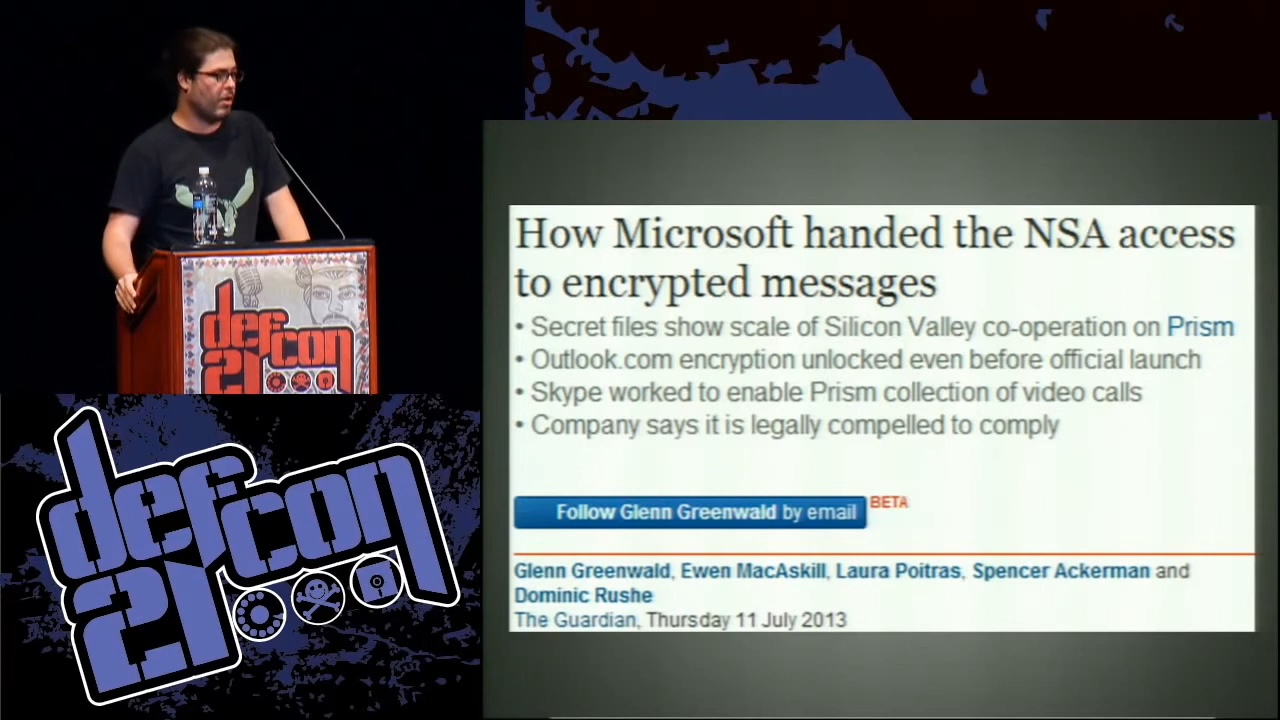 defcon
21
defcon
21
How Microsoft handed the NSA access
to encrypted messages
• Secret files show scale of Silicon Valley co-operation on Prism
• Outlook.com encryption unlocked even before official launch
• Skype worked to enable Prism collection of video calls
• Company says it is legally compelled to comply
Follow Glenn Greenwald by email
BETA
Glenn Greenwald, Ewen MacAskill, Laura Poitras, Spencer Ackerman and
Dominic Rushe
The Guardian, Thursday 11 July 2013